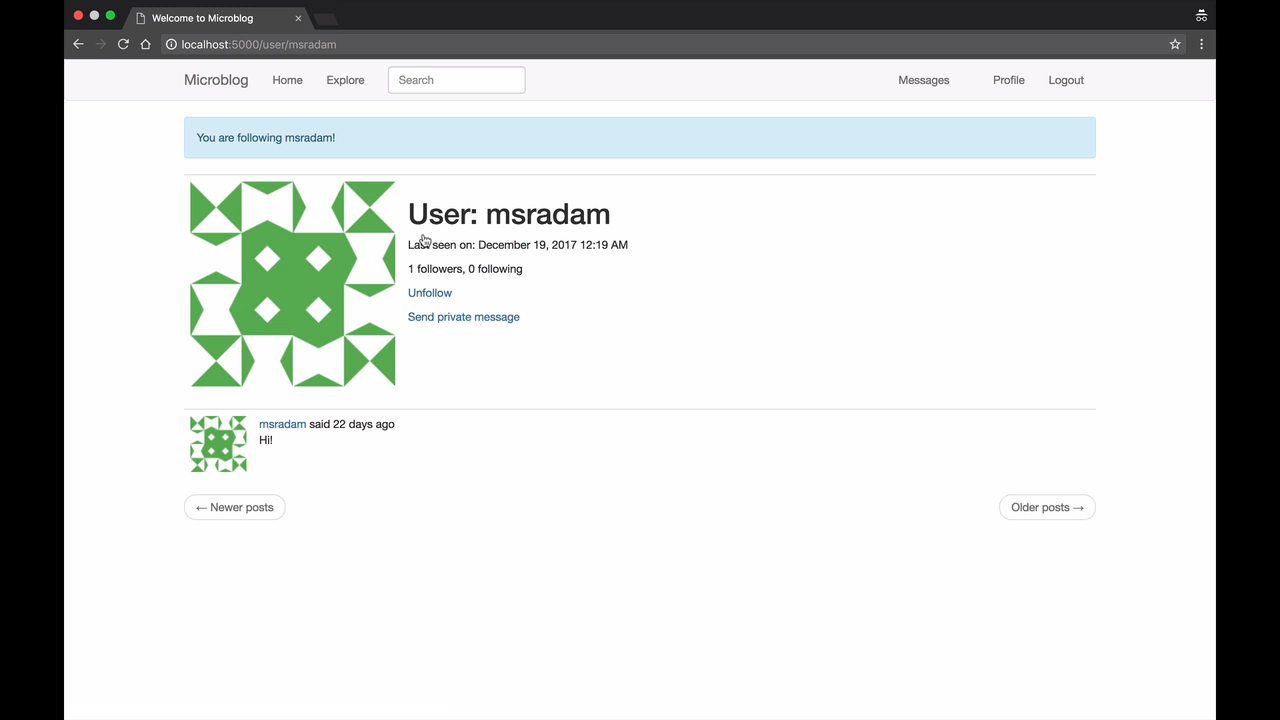 Welcome to Microblog
localhost:5000/user/msradam
Microblog Home Explore Search Messages Profile Logout
You are following msradam!
User: msradam
Last seen on: December 19, 2017 12:19 AM
1 followers, 0 following
Unfollow
Send private message
msradam said 22 days ago
Hi!
← Newer posts Older posts →